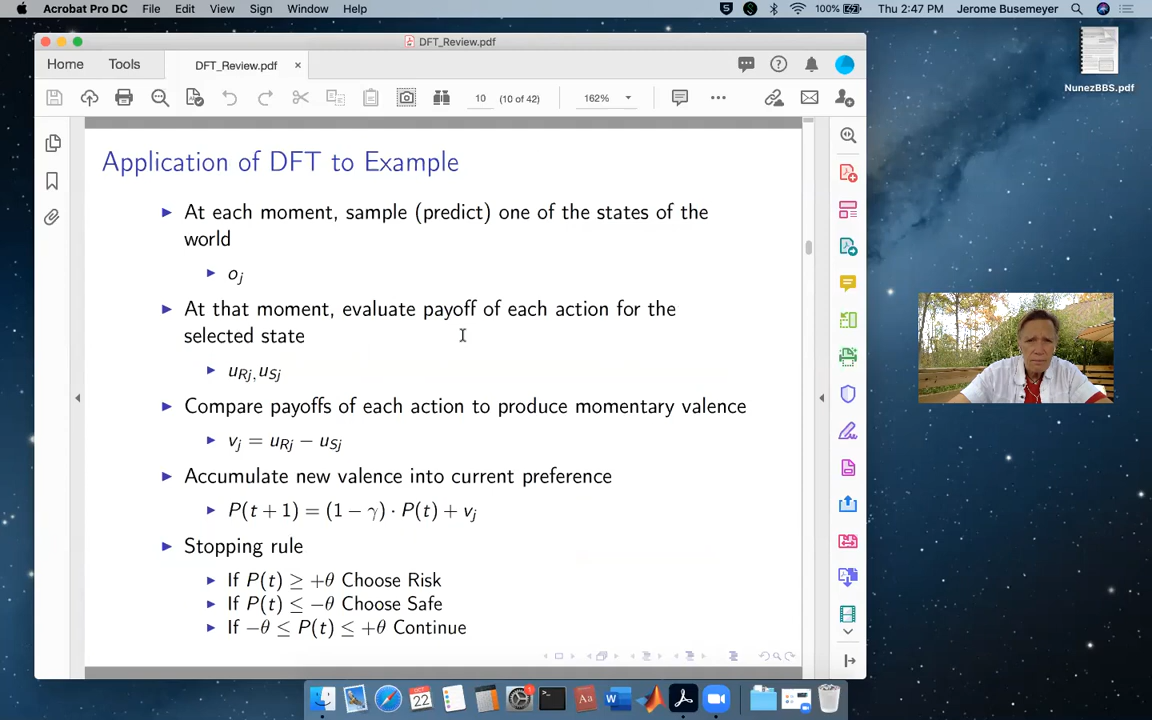 Acrobat Pro DC File Edit View Sign Window Help 100% Thu 2:47 PM Jerome Busemeyer
DFT_Review.pdf
Home Tools DFT_Review.pdf ×
10 (10 of 42) 162%
NunezBBS.pdf
Application of DFT to Example
▶ At each moment, sample (predict) one of the states of the
world
▶ oj
▶ At that moment, evaluate payoff of each action for the
selected state
▶ uRj,uSj
▶ Compare payoffs of each action to produce momentary valence
▶ vj = uRj − uSj
▶ Accumulate new valence into current preference
▶ P(t + 1) = (1 − γ) · P(t) + vj
▶ Stopping rule
▶ If P(t) ≥ +θ Choose Risk
▶ If P(t) ≤ −θ Choose Safe
▶ If −θ ≤ P(t) ≤ +θ Continue
OCT
22
Aa
W